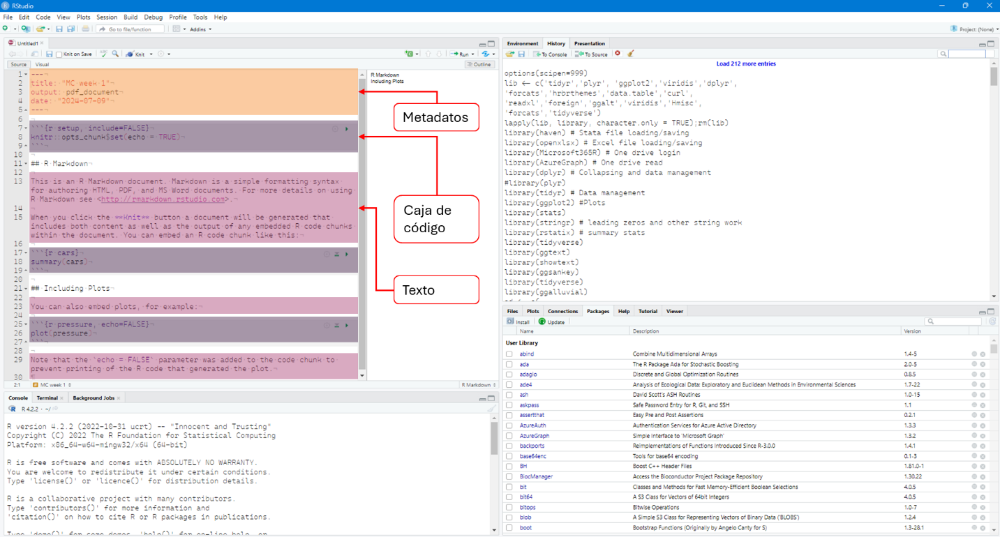 RStudio
File Edit Code View Plots Session Build Debug Profile Tools Help
Go to file/function Addins Project: (None)
Untitled1
Knit on Save Knit Run
Source Visual Outline
1 ---
2 title: "MC week 1"
3 output: pdf_document
4 date: "2024-07-09"
5 ---
6
7 ```{r setup, include=FALSE}
8 knitr::opts_chunk$set(echo = TRUE)
9 ```
10
11 ## R Markdown
12
13 This is an R Markdown document. Markdown is a simple formatting syntax
for authoring HTML, PDF, and MS Word documents. For more details on using
R Markdown see <http://rmarkdown.rstudio.com>.
14
15 When you click the **Knit** button a document will be generated that
includes both content as well as the output of any embedded R code chunks
within the document. You can embed an R code chunk like this:
16
17 ```{r cars}
18 summary(cars)
19 ```
20
21 ## Including Plots
22
23 You can also embed plots, for example:
24
25 ```{r pressure, echo=FALSE}
26 plot(pressure)
27 ```
28
29 Note that the `echo = FALSE` parameter was added to the code chunk to
prevent printing of the R code that generated the plot.
30
2:1 MC week 1 R Markdown
R Markdown
Including Plots
Metadatos
Caja de
código
Texto
Console Terminal Background Jobs
R 4.2.2 · ~/
R version 4.2.2 (2022-10-31 ucrt) -- "Innocent and Trusting"
Copyright (C) 2022 The R Foundation for Statistical Computing
Platform: x86_64-w64-mingw32/x64 (64-bit)
R is free software and comes with ABSOLUTELY NO WARRANTY.
You are welcome to redistribute it under certain conditions.
Type 'license()' or 'licence()' for distribution details.
R is a collaborative project with many contributors.
Type 'contributors()' for more information and
'citation()' on how to cite R or R packages in publications.
Type 'demo()' for some demos, 'help()' for on-line help, or
Environment History Presentation
To Console To Source
Load 212 more entries
options(scipen=999)
lib <- c('tidyr','plyr', 'ggplot2','viridis','dplyr',
'forcats','hrbrthemes','data.table','curl',
'readxl','foreign','ggalt','viridis','Hmisc',
'forcats','tidyverse')
lapply(lib, library, character.only = TRUE);rm(lib)
library(haven) # Stata file loading/saving
library(openxlsx) # Excel file loading/saving
library(Microsoft365R) # One drive login
library(AzureGraph) # One drive read
library(dplyr) # Collapsing and data management
#library(plyr)
library(tidyr) # Data management
library(ggplot2) #Plots
library(stats)
library(stringr) # leading zeros and other string work
library(rstatix) # summary stats
library(tidyverse)
library(ggtext)
library(showtext)
library(ggsankey)
library(tidyverse)
library(ggalluvial)
Files Plots Connections Packages Help Tutorial Viewer
Install Update
Name Description Version
User Library
abind Combine Multidimensional Arrays 1.4-5
ada The R Package Ada for Stochastic Boosting 2.0-5
adagio Discrete and Global Optimization Routines 0.8.5
ade4 Analysis of Ecological Data: Exploratory and Euclidean Methods in Environmental Sciences 1.7-22
ash David Scott's ASH Routines 1.0-15
askpass Safe Password Entry for R, Git, and SSH 1.1
assertthat Easy Pre and Post Assertions 0.2.1
AzureAuth Authentication Services for Azure Active Directory 1.3.3
AzureGraph Simple Interface to 'Microsoft Graph' 1.3.2
backports Reimplementations of Functions Introduced Since R-3.0.0 1.4.1
base64enc Tools for base64 encoding 0.1-3
BH Boost C++ Header Files 1.81.0-1
BiocManager Access the Bioconductor Project Package Repository 1.30.22
bit Classes and Methods for Fast Memory-Efficient Boolean Selections 4.0.5
bit64 A S3 Class for Vectors of 64bit Integers 4.0.5
bitops Bitwise Operations 1.0-7
blob A Simple S3 Class for Representing Vectors of Binary Data ('BLOBS') 1.2.4
boot Bootstrap Functions (Originally by Angelo Canty for S) 1.3-28.1